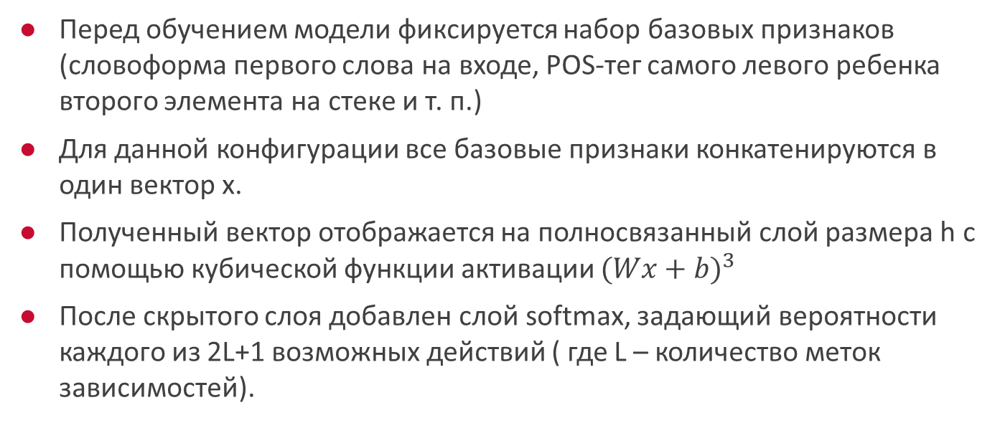 ● Перед обучением модели фиксируется набор базовых признаков
(словоформа первого слова на входе, POS-тег самого левого ребенка
второго элемента на стеке и т. п.)
● Для данной конфигурации все базовые признаки конкатенируются в
один вектор x.
● Полученный вектор отображается на полносвязанный слой размера h с
помощью кубической функции активации (Wx + b)³
● После скрытого слоя добавлен слой softmax, задающий вероятности
каждого из 2L+1 возможных действий ( где L – количество меток
зависимостей).